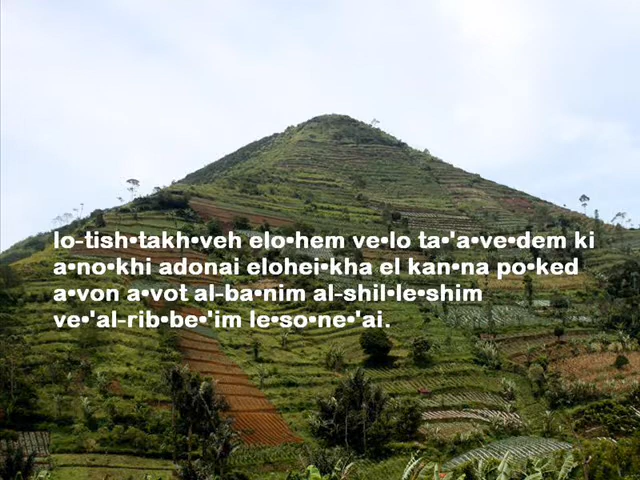 lo-tish•takh•veh elo•hem ve•lo ta•'a•ve•dem ki
a•no•khi adonai elohei•kha el kan•na po•ked
a•von a•vot al-ba•nim al-shil•le•shim
ve•'al-rib•be•'im le•so•ne•'ai.